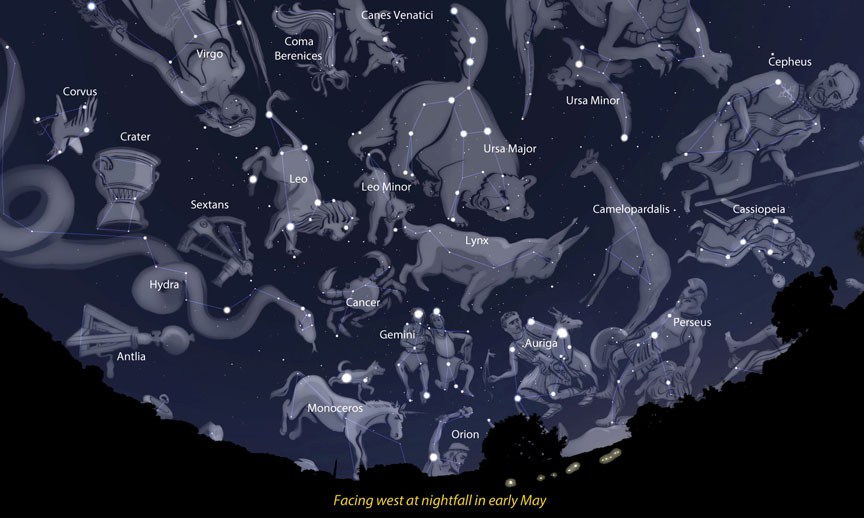 Canes Venatici
Coma
Berenices
Virgo
Cepheus
Corvus
Ursa Minor
Crater
Ursa Major
Leo
Leo Minor
Sextans
Camelopardalis
Cassiopeia
Lynx
Hydra
Cancer
Perseus
Gemini
Auriga
Antlia
Monoceros
Orion
Facing west at nightfall in early May